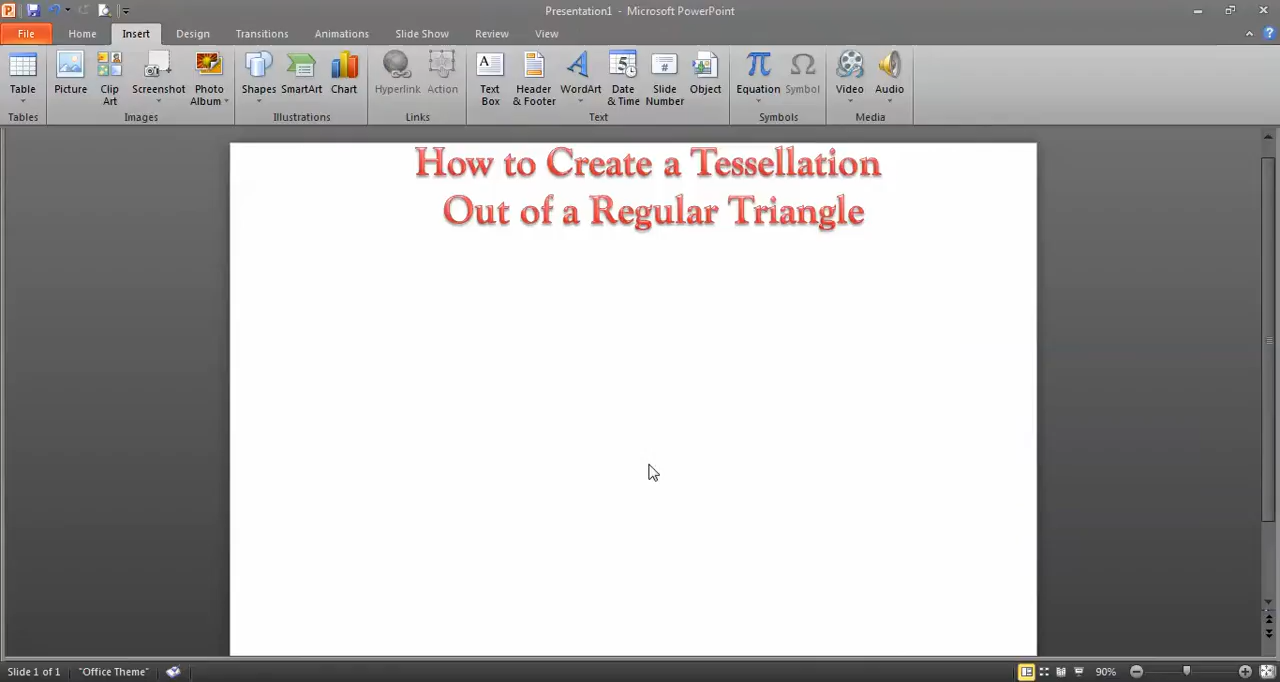 Presentation1 - Microsoft PowerPoint
File Home Insert Design Transitions Animations Slide Show Review View
Table
Picture
Clip
Art
Screenshot
Photo
Album
Shapes
SmartArt
Chart
Hyperlink
Action
Text
Box
Header
& Footer
WordArt
Date
& Time
Slide
Number
Object
Equation
Symbol
Video
Audio
Tables
Images
Illustrations
Links
Text
Symbols
Media
How to Create a Tessellation
Out of a Regular Triangle
Slide 1 of 1 "Office Theme" 90%